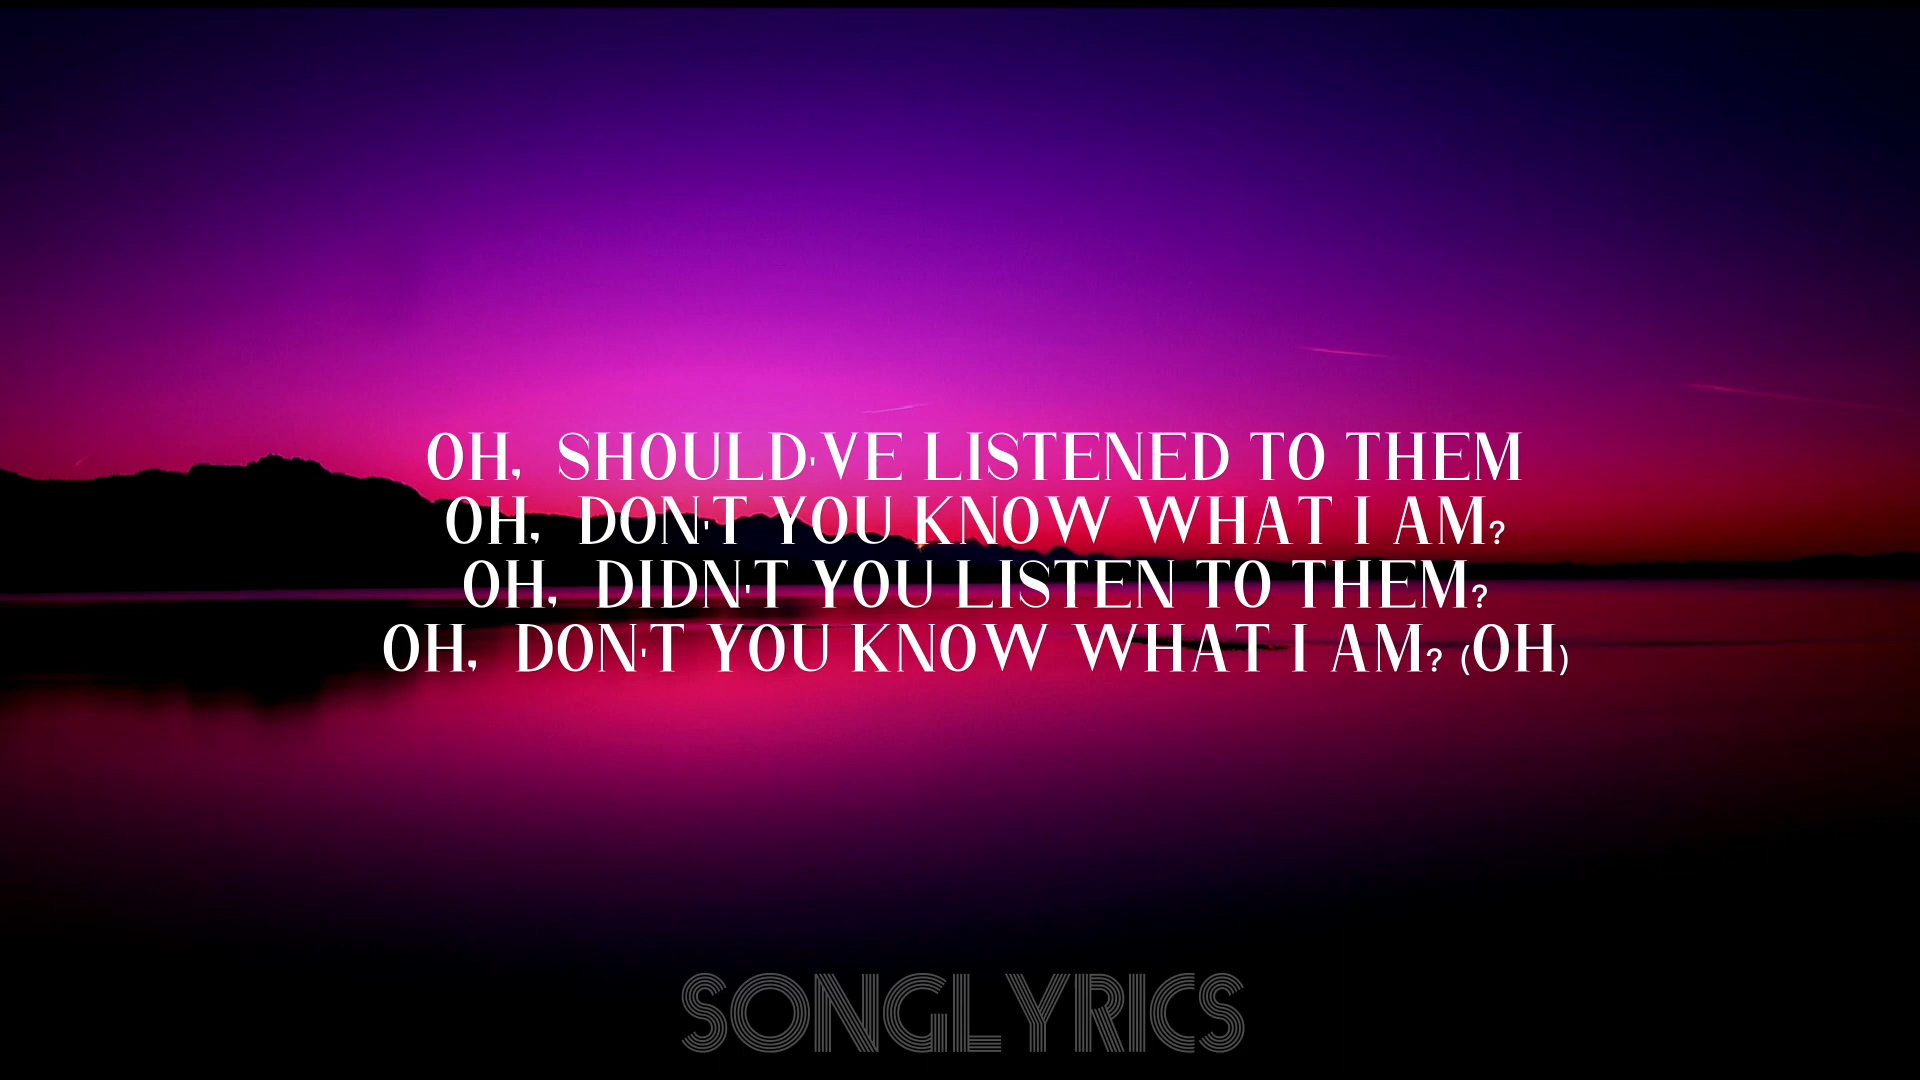 OH, SHOULD'VE LISTENED TO THEM
OH, DON'T YOU KNOW WHAT I AM?
OH, DIDN'T YOU LISTEN TO THEM?
OH, DON'T YOU KNOW WHAT I AM? (OH)
SONGLYRICS